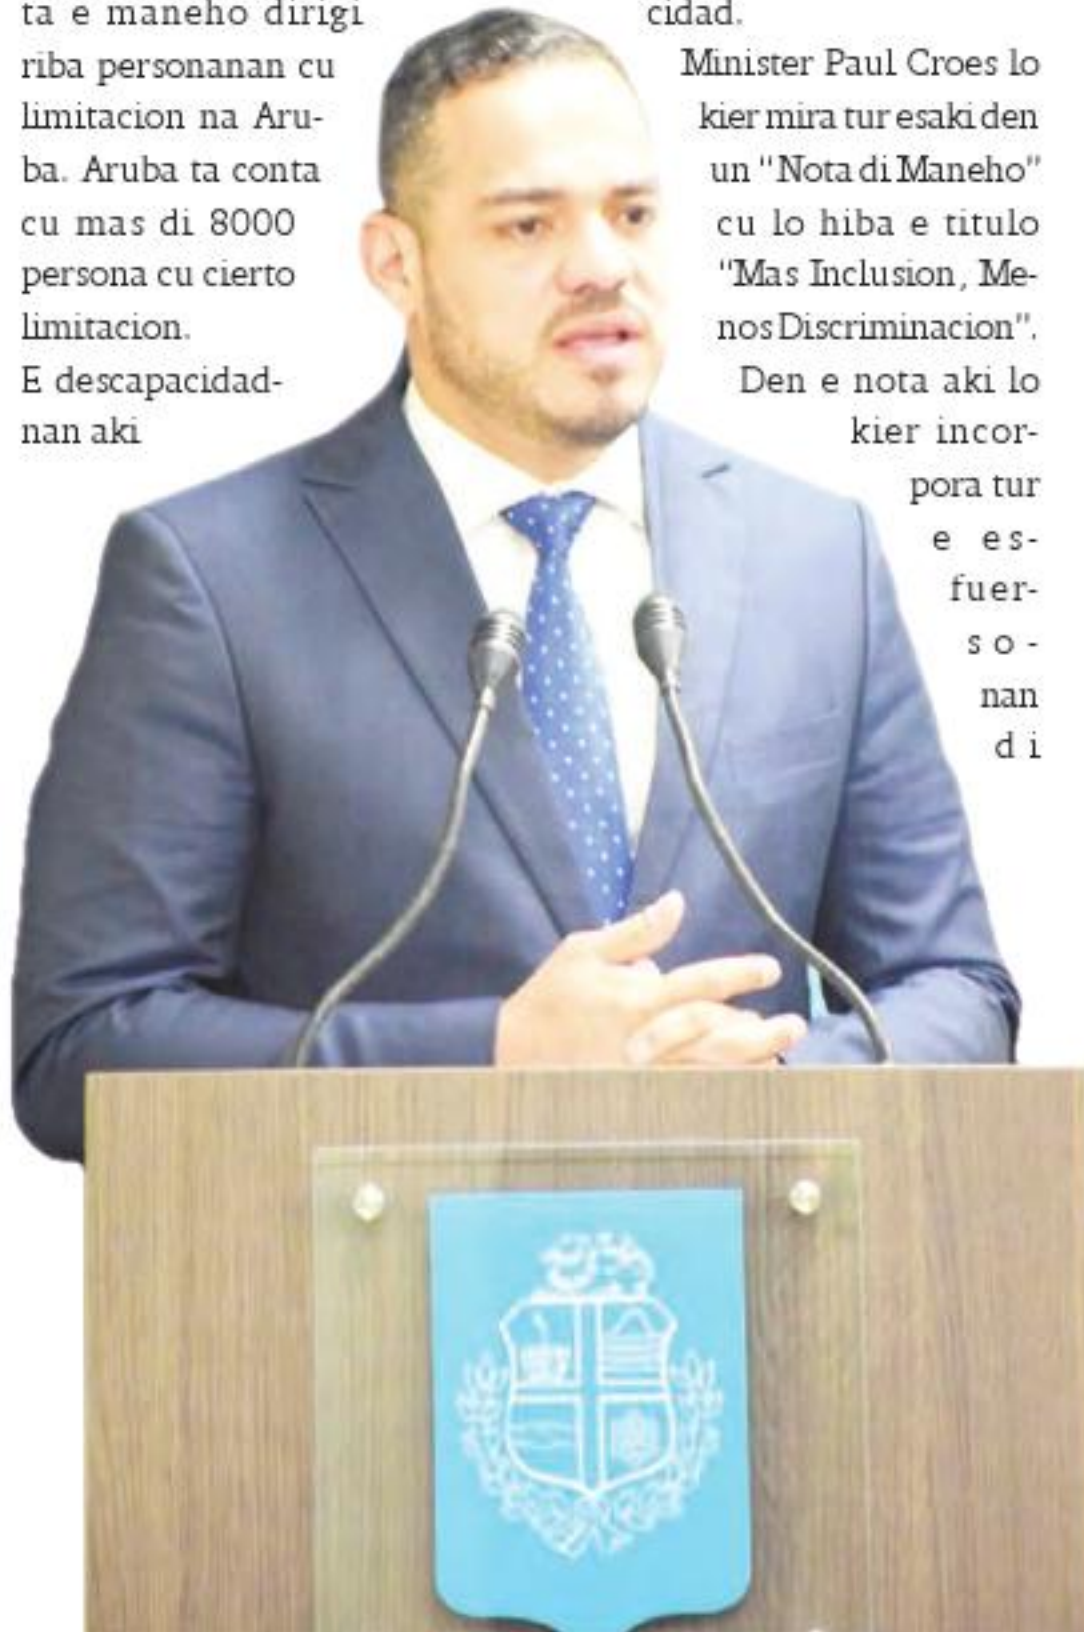 ta e maneho dirigi
riba personanan cu
limitacion na Aru-
ba. Aruba ta conta
cu mas di 8000
persona cu cierto
limitacion.
E descapacidad-
nan aki
cidad.
Minister Paul Croes lo
kier mira tur esaki den
un "Nota di Maneho"
cu lo hiba e titulo
"Mas Inclusion, Me-
nos Discriminacion".
Den e nota aki lo
kier incor-
pora tur
e es-
fuer-
so-
nan
di